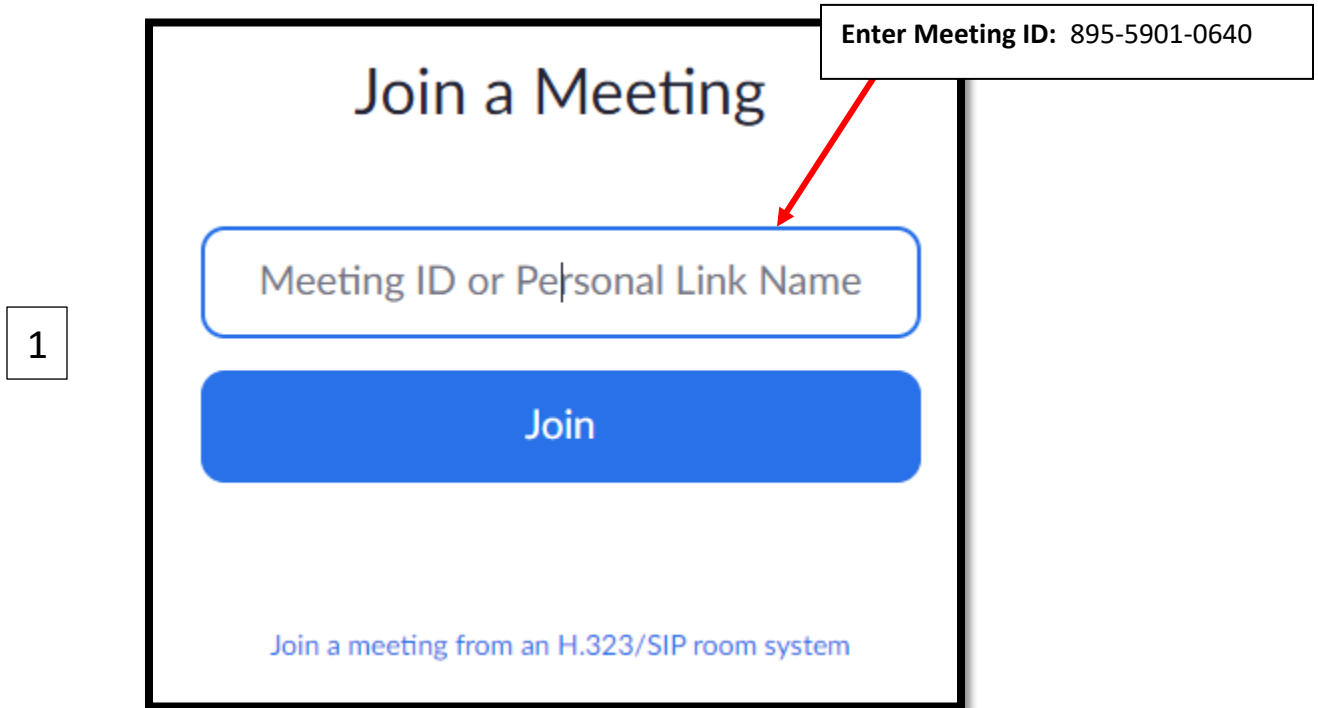 Enter Meeting ID: 895-5901-0640
Join a Meeting
Meeting ID or Personal Link Name
1
Join
Join a meeting from an H.323/SIP room system